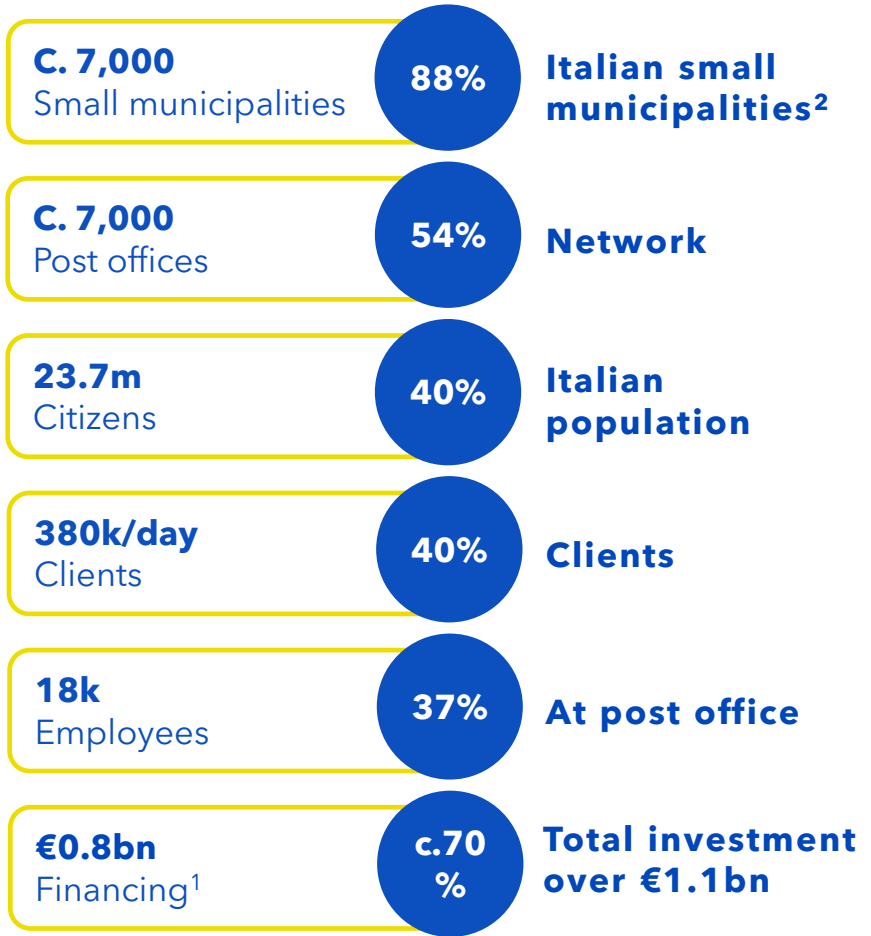 C. 7,000
Small municipalities
88%
Italian small
municipalities²
C. 7,000
Post offices
54%
Network
23.7m
Citizens
40%
Italian
population
380k/day
Clients
40%
Clients
18k
Employees
37%
At post office
€0.8bn
Financing¹
c.70
%
Total investment
over €1.1bn